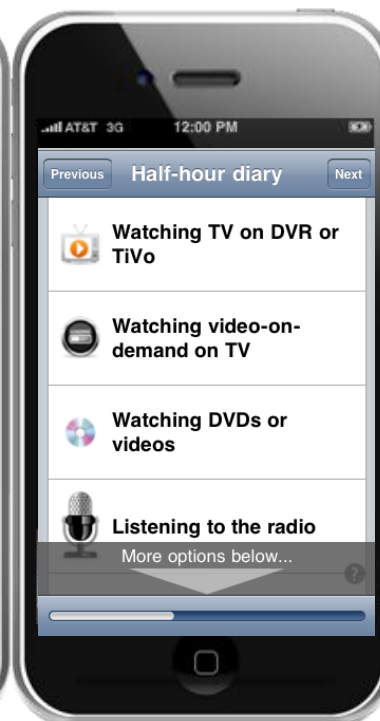 AT&T 3G 12:00 PM
Previous Half-hour diary Next
Watching TV on DVR or
TiVo
Watching video-on-
demand on TV
Watching DVDs or
videos
Listening to the radio
More options below...
?